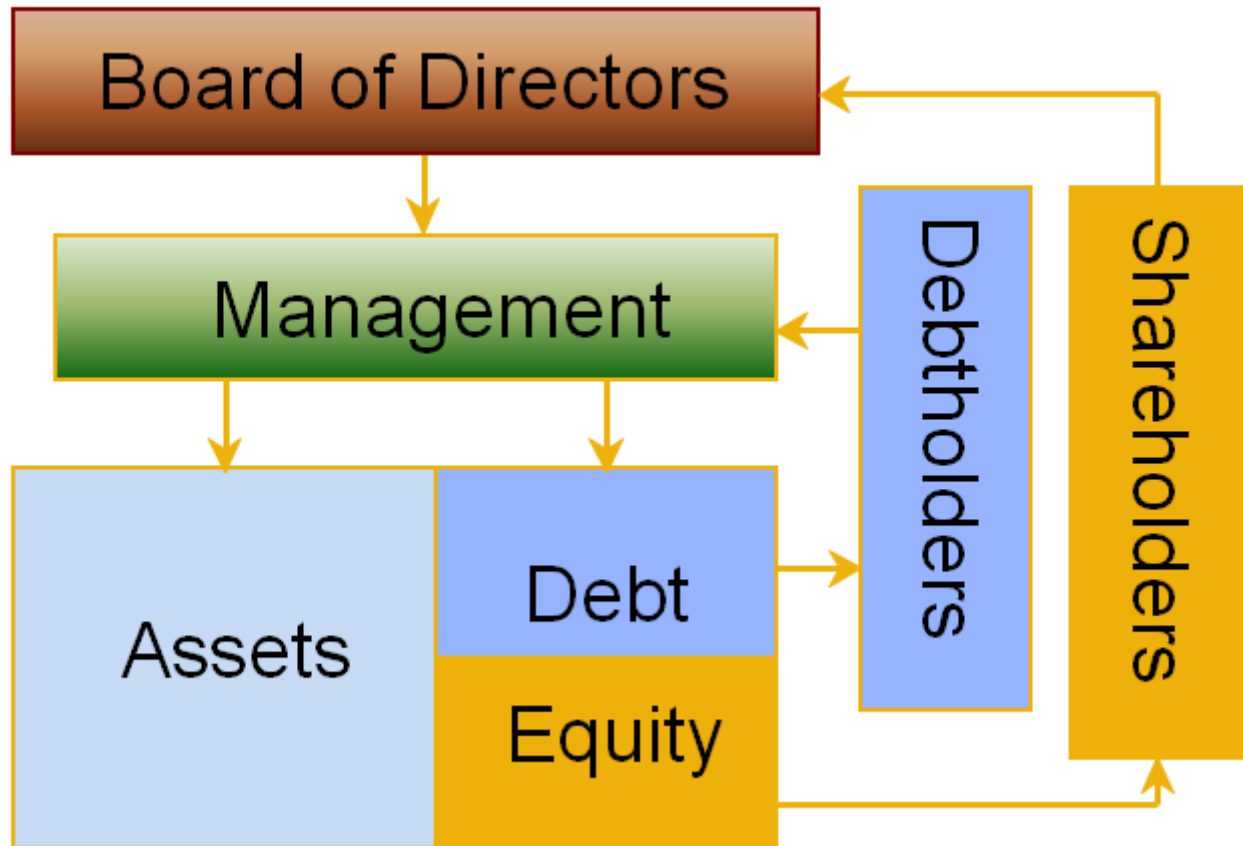 Board of Directors
Management
Debtholders
Shareholders
Assets
Debt
Equity